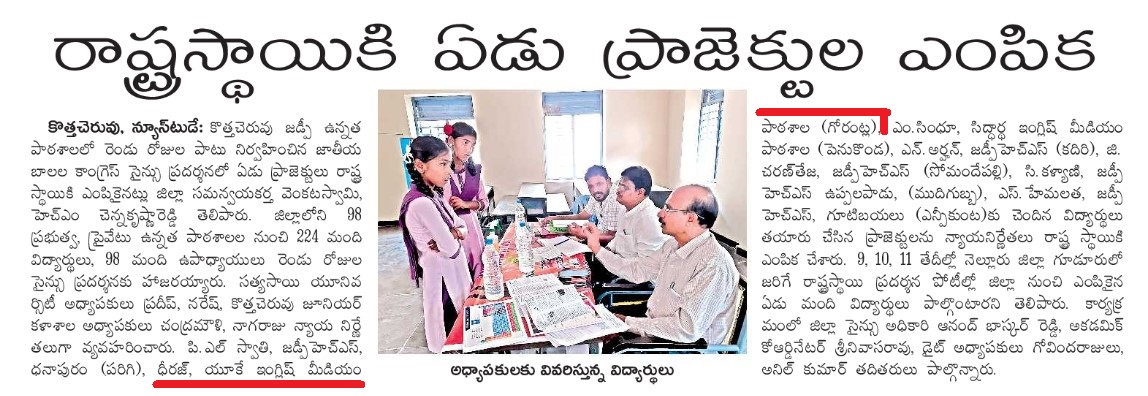 రాష్ట్రస్థాయికి ఏడు ప్రాజెక్టుల ఎంపిక
కొత్తచెరువు, న్యూస్‌టుడే: కొత్తచెరువు జడ్పీ ఉన్నత
పాఠశాలలో రెండు రోజుల పాటు నిర్వహించిన జాతీయ
బాలల కాంగ్రెస్ సైన్సు ప్రదర్శనలో ఏడు ప్రాజెక్టులు రాష్ట్ర
స్థాయికి ఎంపికైనట్లు జిల్లా సమన్వయకర్త వెంకటస్వామి,
హెచ్ఎం చెన్నకృష్ణారెడ్డి తెలిపారు. జిల్లాలోని 98
ప్రభుత్వ, ప్రైవేటు ఉన్నత పాఠశాలల నుంచి 224 మంది
విద్యార్థులు, 98 మంది ఉపాధ్యాయులు రెండు రోజుల
సైన్సు ప్రదర్శనకు హాజరయ్యారు. సత్యసాయి యూనివ
ర్సిటీ అధ్యాపకులు ప్రదీప్, నరేష్, కొత్తచెరువు జూనియర్
కళాశాల అధ్యాపకులు చంద్రమౌళి, నాగరాజు న్యాయ నిర్ణే
తలుగా వ్యవహరించారు. పి.ఎల్ స్వాతి, జడ్పీహెచ్ఎస్,
ధనాపురం (పరిగి), ధీరజ్, యూకే ఇంగ్లిష్ మీడియం
అధ్యాపకులకు వివరిస్తున్న విద్యార్థులు
పాఠశాల (గోరంట్ల), ఎం.సింధూ, సిద్ధార్థ ఇంగ్లిష్ మీడియం
పాఠశాల (పెనుకొండ), ఎన్.అర్హన్, జడ్పీహెచ్ఎస్ (కదిరి), జి.
చరణ్‌తేజ, జడ్పీహెచ్ఎస్ (సోమందేపల్లి), సి.కళ్యాణి, జడ్పీ
హెచ్ఎస్ ఉప్పలపాడు, (ముదిగుబ్బ), ఎస్.హేమలత, జడ్పీ
హెచ్ఎస్, గూటిబయలు (ఎన్పీకుంట)కు చెందిన విద్యార్థులు
తయారు చేసిన ప్రాజెక్టులను న్యాయనిర్ణేతలు రాష్ట్ర స్థాయికి
ఎంపిక చేశారు. 9, 10, 11 తేదీల్లో నెల్లూరు జిల్లా గూడూరులో
జరిగే రాష్ట్రస్థాయి ప్రదర్శన పోటీల్లో జిల్లా నుంచి ఎంపికైన
ఏడు మంది విద్యార్థులు పాల్గొంటారని తెలిపారు. కార్యక్ర
మంలో జిల్లా సైన్సు అధికారి ఆనంద్ బాస్కర్ రెడ్డి, అకడమిక్
కోఆర్డినేటర్ శ్రీనివాసరావు, డైట్ అధ్యాపకులు గోవిందరాజులు,
అనిల్ కుమార్ తదితరులు పాల్గొన్నారు.